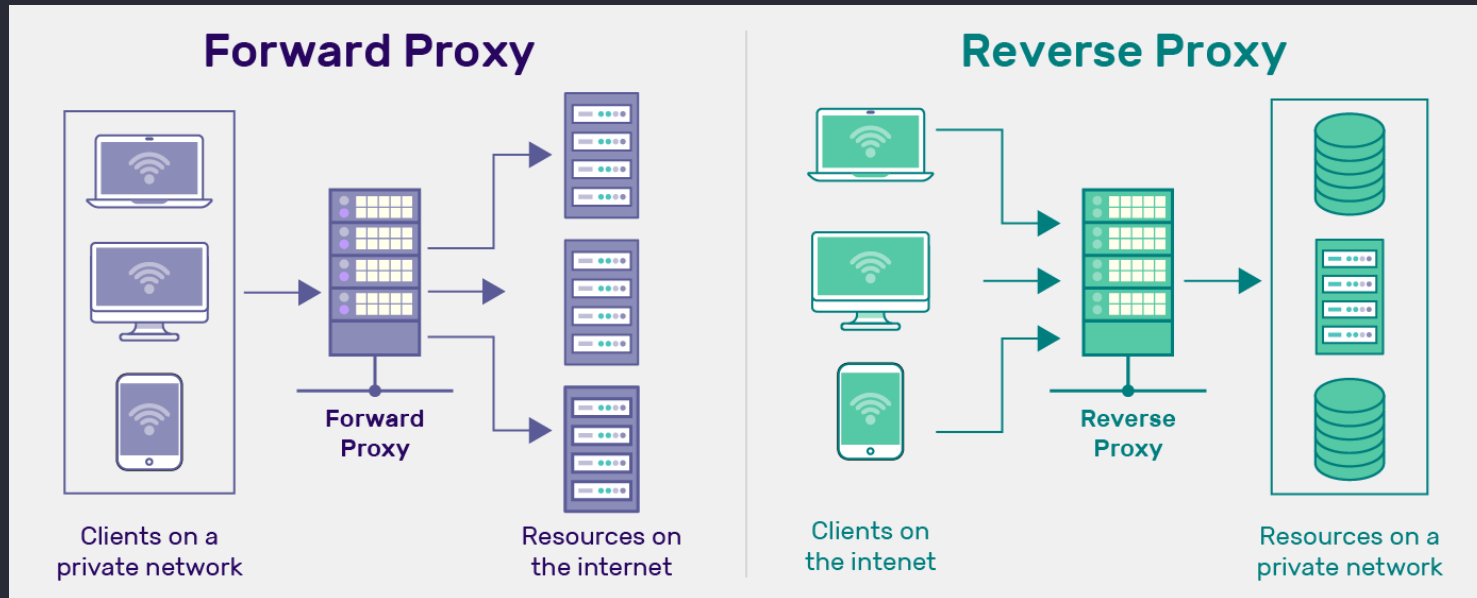 Forward Proxy
Forward
Proxy
Clients on a
private network
Resources on
the internet
Reverse Proxy
Reverse
Proxy
Clients on
the intenet
Resources on a
private network